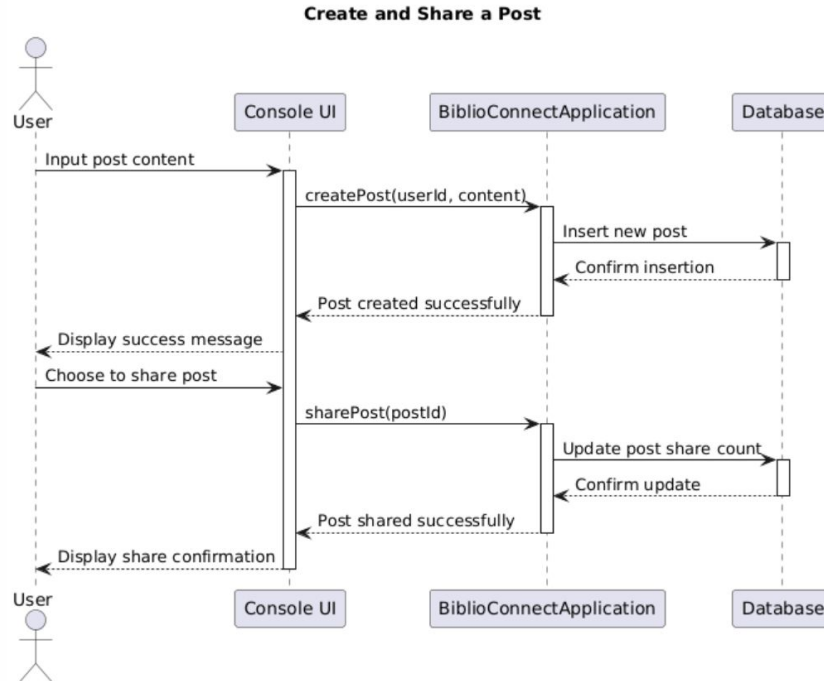 Create and Share a Post
User
Console UI
BiblioConnectApplication
Database
Input post content
createPost(userId, content)
Insert new post
Confirm insertion
Post created successfully
Display success message
Choose to share post
sharePost(postId)
Update post share count
Confirm update
Post shared successfully
Display share confirmation
User
Console UI
BiblioConnectApplication
Database